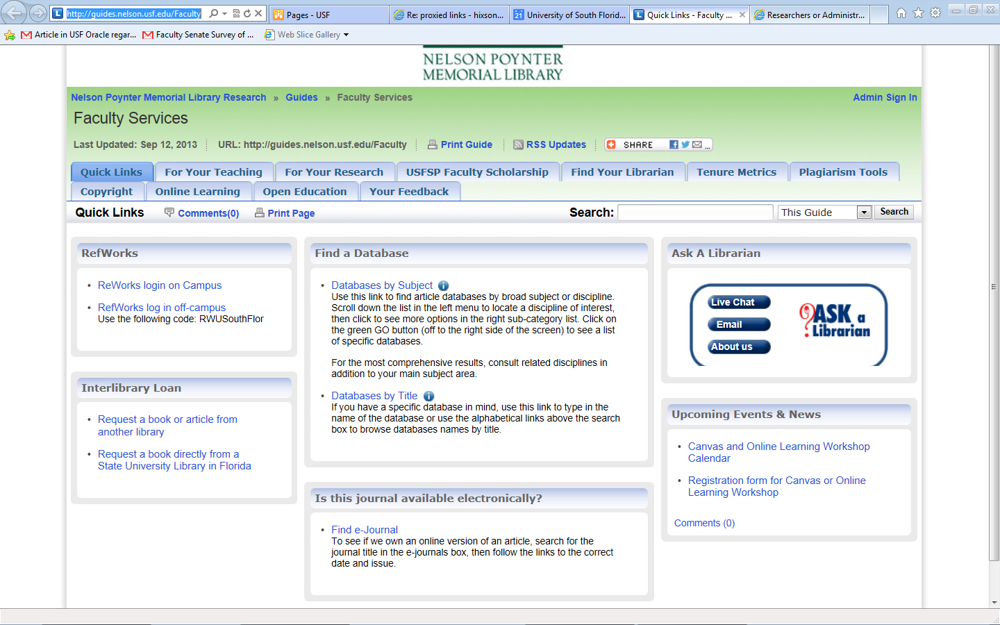 http://guides.nelson.usf.edu/Faculty
Pages - USF
Re: proxied links - hixson...
University of South Florid...
Quick Links - Faculty ...
Researchers or Administr...
Article in USF Oracle regar...
Faculty Senate Survey of ...
Web Slice Gallery
NELSON POYNTER
MEMORIAL LIBRARY
Nelson Poynter Memorial Library Research » Guides » Faculty Services
Admin Sign In
Faculty Services
Last Updated: Sep 12, 2013
URL: http://guides.nelson.usf.edu/Faculty
Print Guide
RSS Updates
SHARE ...
Quick Links
For Your Teaching
For Your Research
USFSP Faculty Scholarship
Find Your Librarian
Tenure Metrics
Plagiarism Tools
Copyright
Online Learning
Open Education
Your Feedback
Quick Links
Comments(0)
Print Page
Search:
This Guide
Search
RefWorks
• ReWorks login on Campus
• RefWorks log in off-campus
Use the following code: RWUSouthFlor
Interlibrary Loan
• Request a book or article from
another library
• Request a book directly from a
State University Library in Florida
Find a Database
• Databases by Subject
Use this link to find article databases by broad subject or discipline.
Scroll down the list in the left menu to locate a discipline of interest,
then click to see more options in the right sub-category list. Click on
the green GO button (off to the right side of the screen) to see a list
of specific databases.
For the most comprehensive results, consult related disciplines in
addition to your main subject area.
• Databases by Title
If you have a specific database in mind, use this link to type in the
name of the database or use the alphabetical links above the search
box to browse databases names by title.
Is this journal available electronically?
• Find e-Journal
To see if we own an online version of an article, search for the
journal title in the e-journals box, then follow the links to the correct
date and issue.
Ask A Librarian
Live Chat
Email
About us
ASK a
Librarian
Upcoming Events & News
• Canvas and Online Learning Workshop
Calendar
• Registration form for Canvas or Online
Learning Workshop
Comments (0)